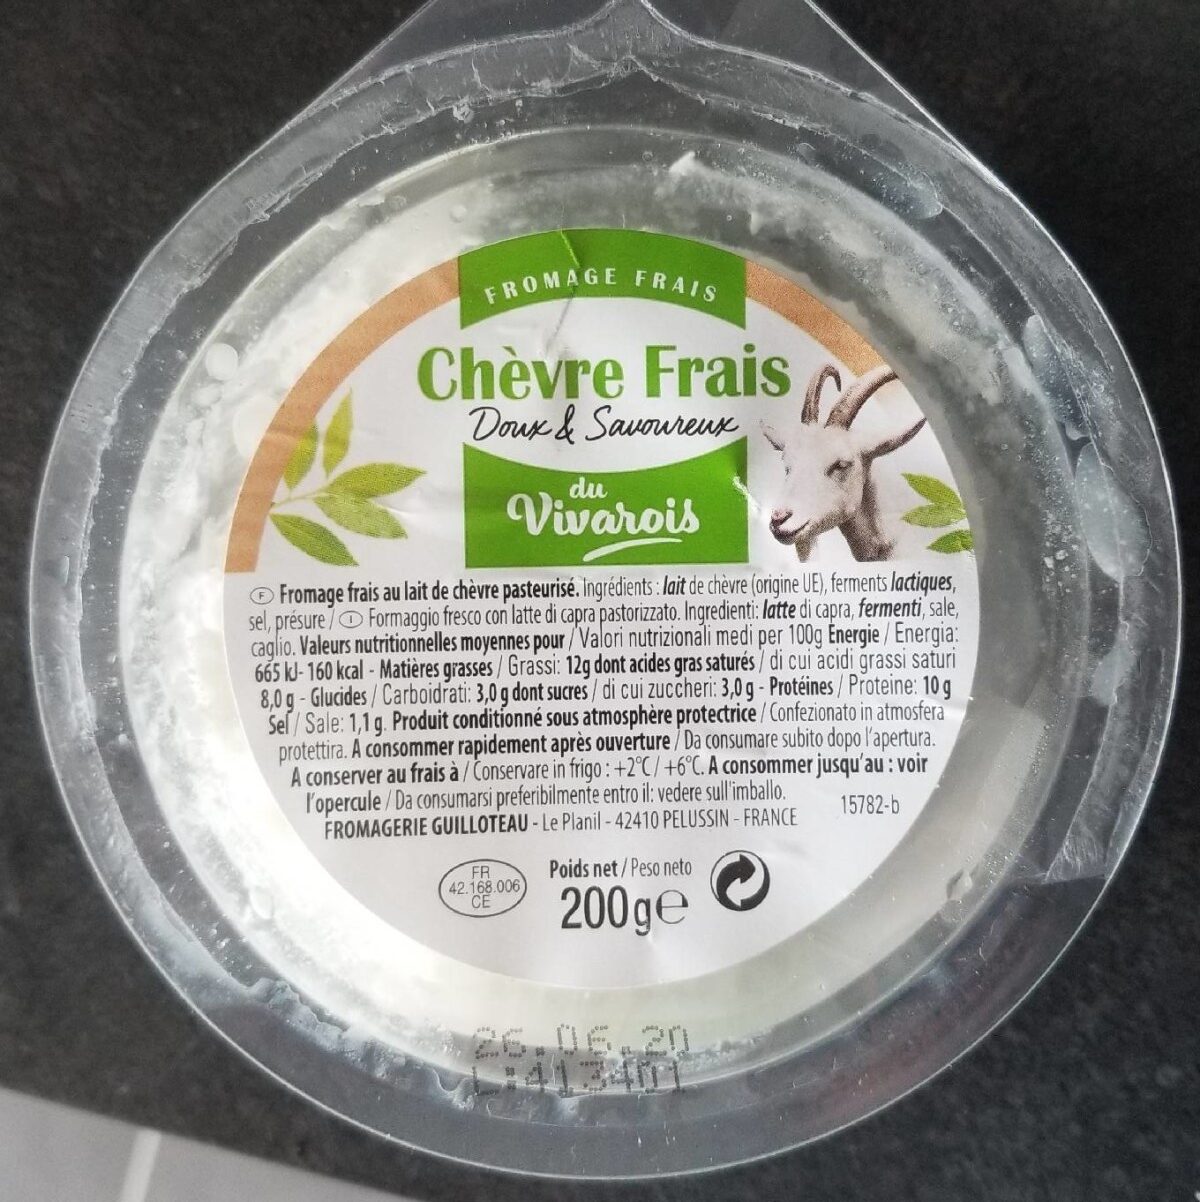 FROMAGE FRAIS
Chèvre Frais
Doux & Savoureux
du
Vivarois
F Fromage frais au lait de chèvre pasteurisé. Ingrédients : lait de chèvre (origine UE), ferments lactiques,
sel, présure / I Formaggio fresco con latte di capra pastorizzato. Ingredienti: latte di capra, fermenti, sale,
caglio. Valeurs nutritionnelles moyennes pour / Valori nutrizionali medi per 100g Energie / Energia:
665 kJ- 160 kcal - Matières grasses / Grassi: 12g dont acides gras saturés / di cui acidi grassi saturi
8,0 g - Glucides / Carboidrati: 3,0 g dont sucres / di cui zuccheri: 3,0 g - Protéines / Proteine: 10 g
Sel / Sale: 1,1 g. Produit conditionné sous atmosphère protectrice / Confezionato in atmosfera
protettira. A consommer rapidement après ouverture / Da consumare subito dopo l'apertura.
A conserver au frais à / Conservare in frigo : +2°C / +6°C. A consommer jusqu'au : voir
l'opercule / Da consumarsi preferibilmente entro il: vedere sull'imballo.
15782-b
FROMAGERIE GUILLOTEAU - Le Planil - 42410 PELUSSIN - FRANCE
FR
42.168.006
CE
Poids net / Peso neto
200g e
26.06.20
L:413401